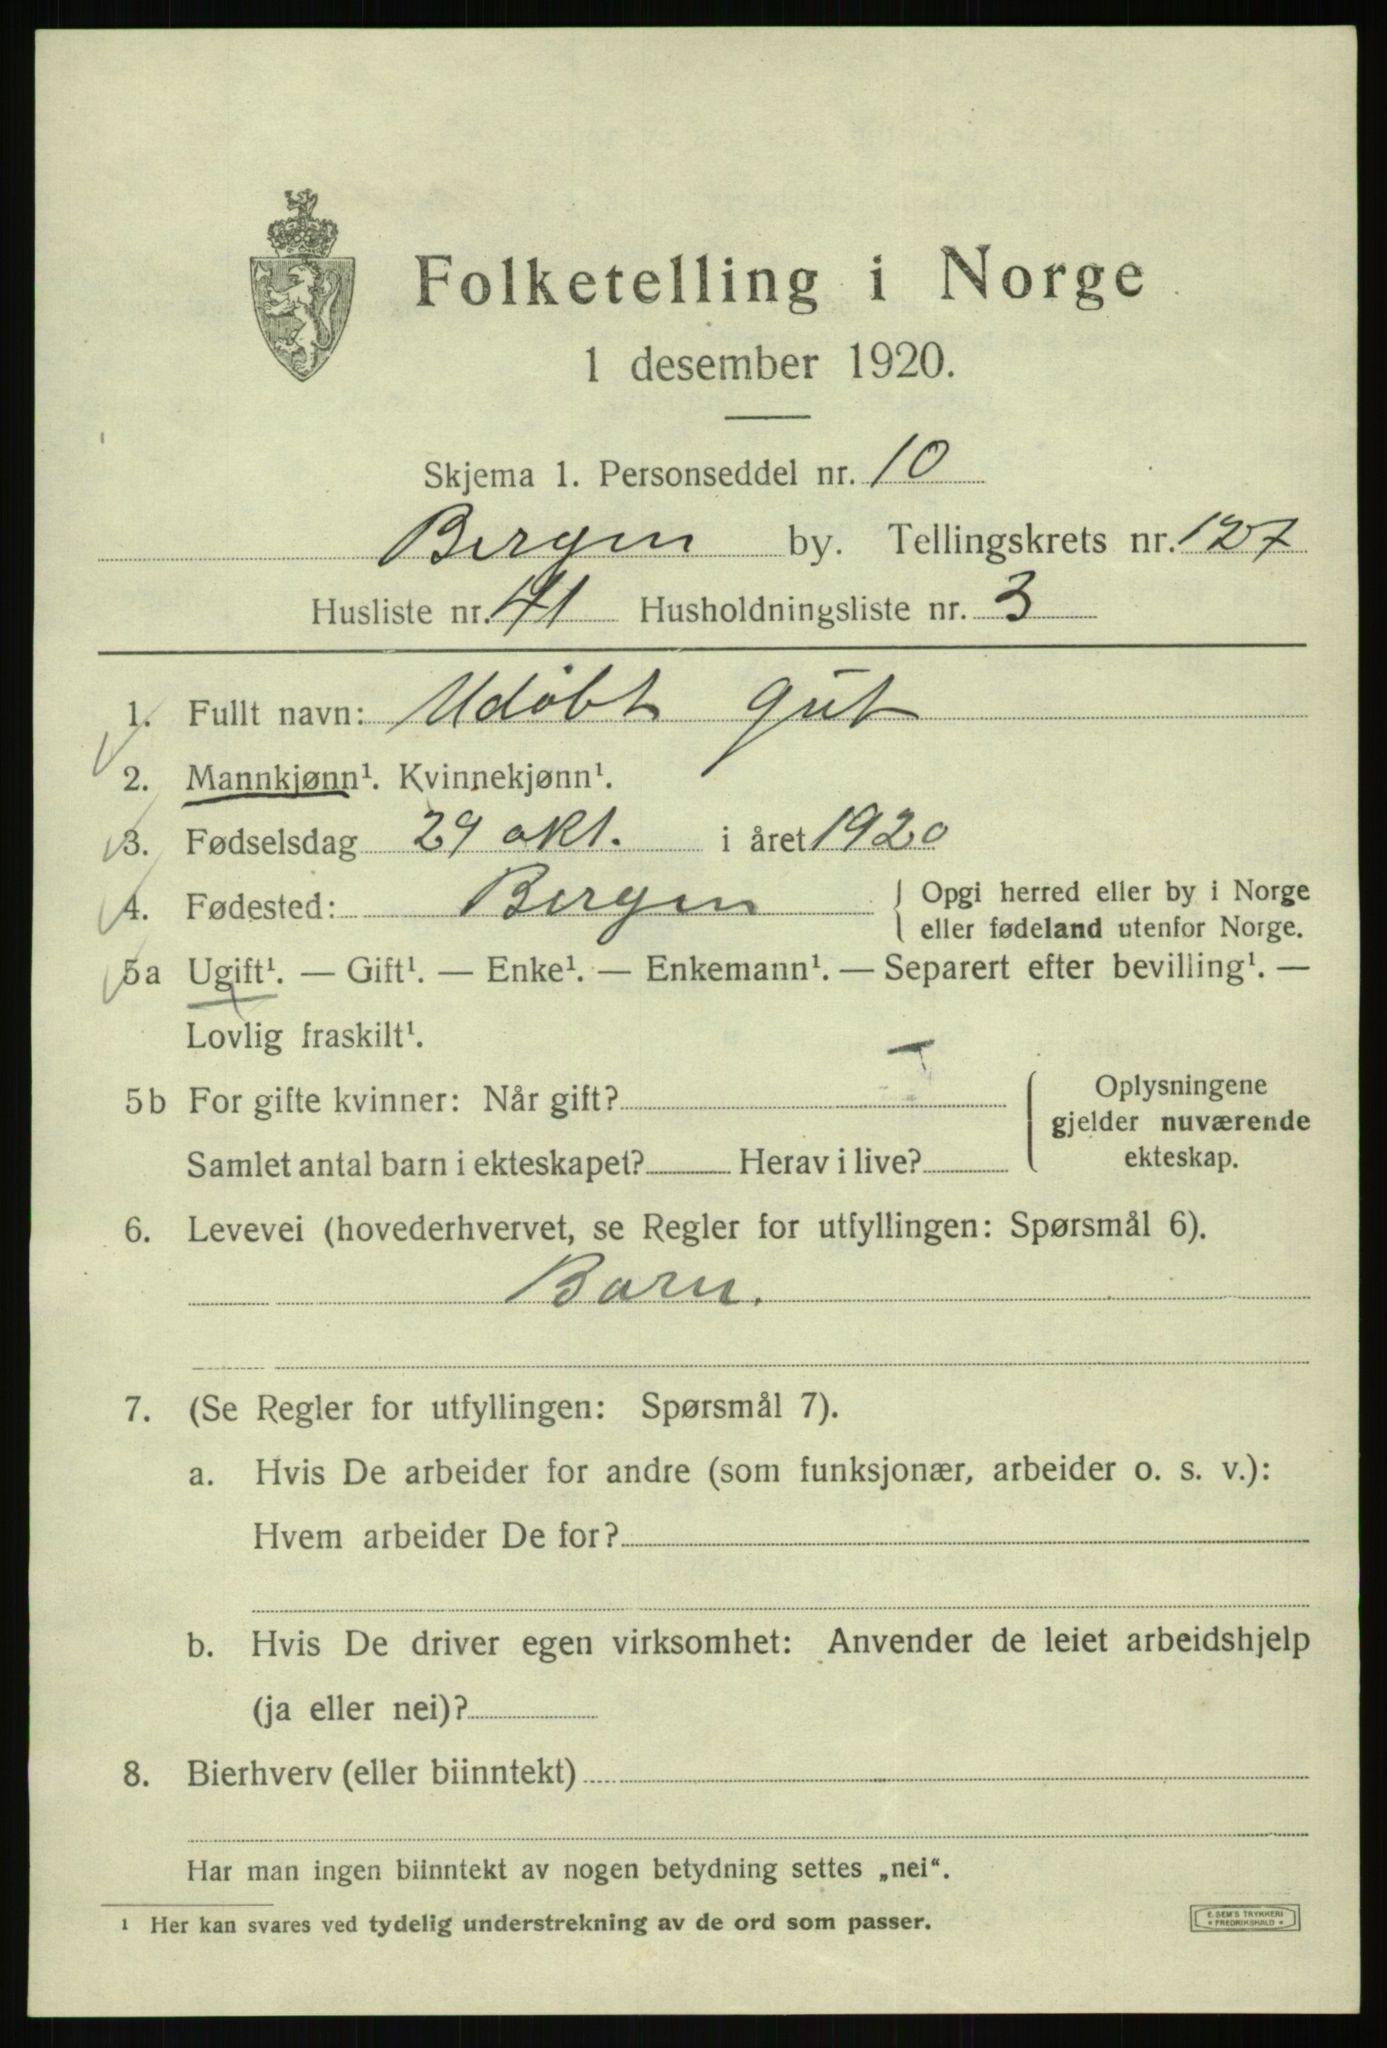 Folketelling i Norge
1 desember 1920.
Skjema 1. Personseddel nr. 10
Bergen by. Tellingskrets nr. 127
Husliste nr. 41 Husholdningsliste nr. 3
1. Fullt navn: Udøbt gut
2. Mannkjønn¹. Kvinnekjønn¹.
3. Fødselsdag 29 okt. i året 1920
4. Fødested: Bergen { Opgi herred eller by i Norge
eller fødeland utenfor Norge.
5a Ugift¹. — Gift¹. — Enke¹. — Enkemann¹. — Separert efter bevilling¹. —
Lovlig fraskilt¹.
5b For gifte kvinner: Når gift?
Samlet antal barn i ekteskapet? Herav i live?
Oplysningene
gjelder nuværende
ekteskap.
6. Levevei (hovederhvervet, se Regler for utfyllingen: Spørsmål 6).
Barn.
7. (Se Regler for utfyllingen: Spørsmål 7).
a. Hvis De arbeider for andre (som funksjonær, arbeider o. s. v.):
Hvem arbeider De for?
b. Hvis De driver egen virksomhet: Anvender de leiet arbeidshjelp
(ja eller nei)?
8. Bierhverv (eller biinntekt)
Har man ingen biinntekt av nogen betydning settes „nei“.
¹ Her kan svares ved tydelig understrekning av de ord som passer.
E. SEM'S TRYKKERI
* FREDRIKSHALD *